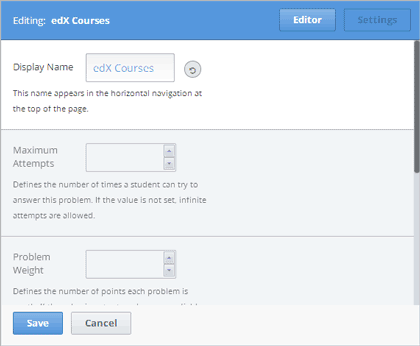 Editing: edX Courses Editor Settings
Display Name edX Courses
This name appears in the horizontal navigation at
the top of the page.
Maximum
Attempts
Defines the number of times a student can try to
answer this problem. If the value is not set, infinite
attempts are allowed.
Problem
Weight
Defines the number of points each problem is
Save Cancel